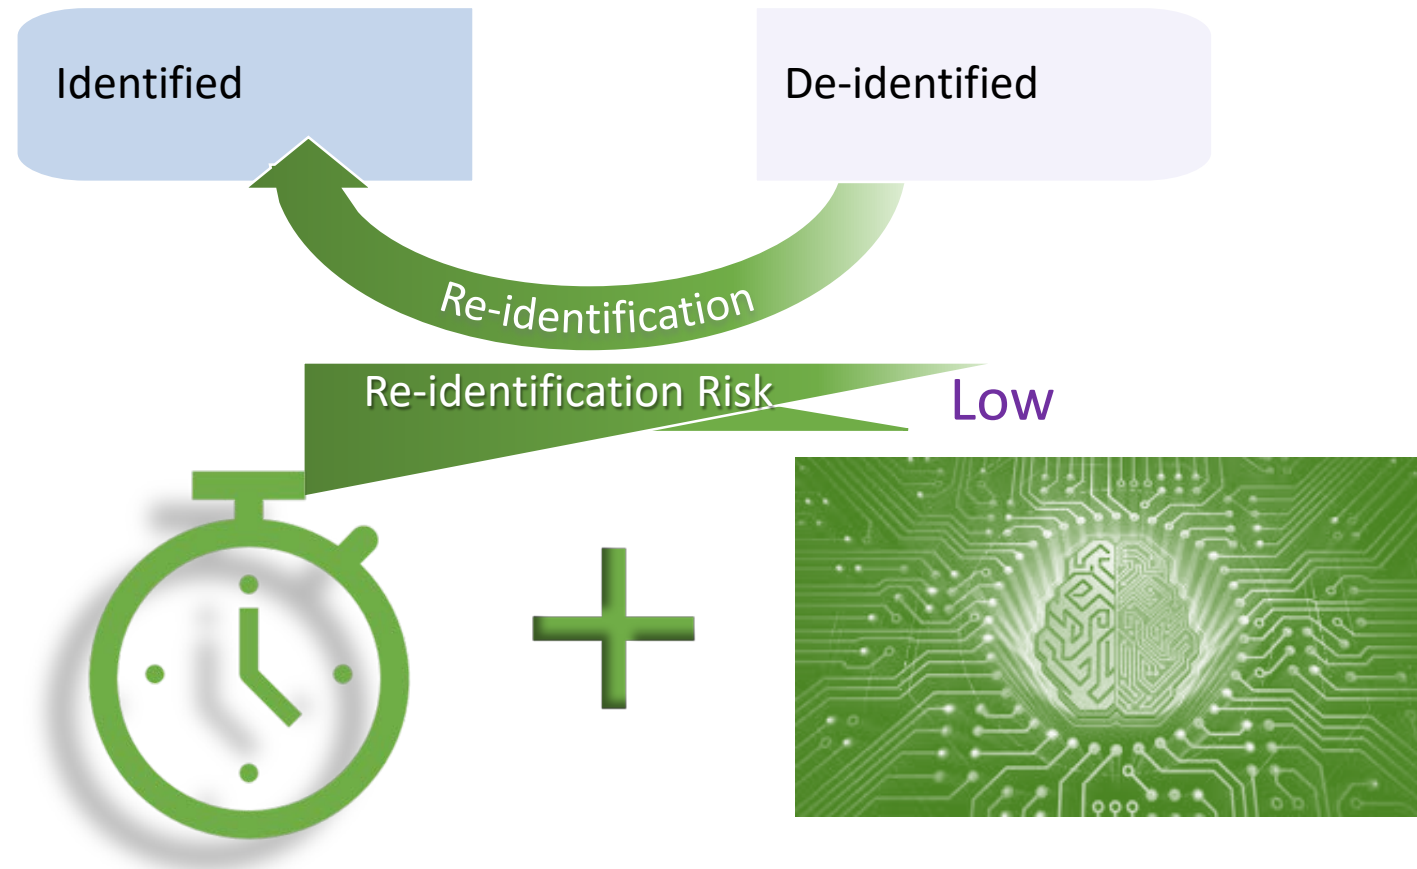 Identified
De-identified
Re-identification
Re-identification Risk
Low